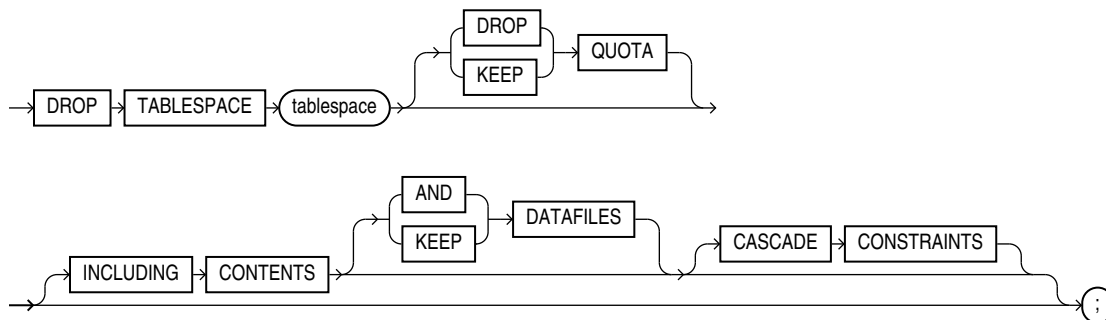 DROP
KEEP
QUOTA
DROP TABLESPACE tablespace
AND
KEEP
DATAFILES
CASCADE CONSTRAINTS
INCLUDING CONTENTS
;